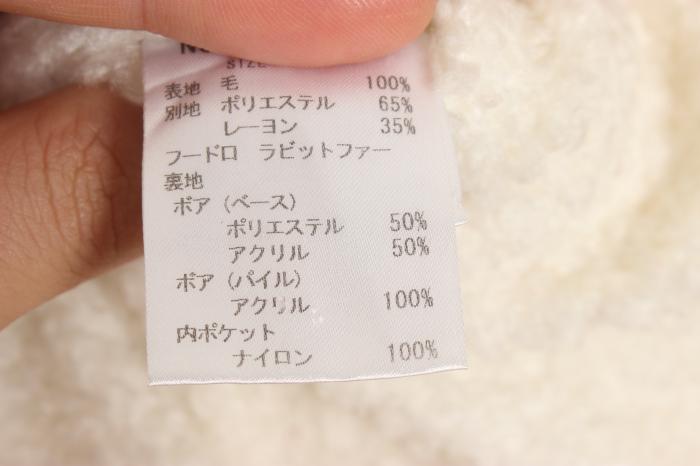 SIZE
表地 毛 100%
別地 ポリエステル 65%
レーヨン 35%
フード口 ラビットファー
裏地
ボア（ベース）
ポリエステル 50%
アクリル 50%
ボア（パイル）
アクリル 100%
内ポケット
ナイロン 100%